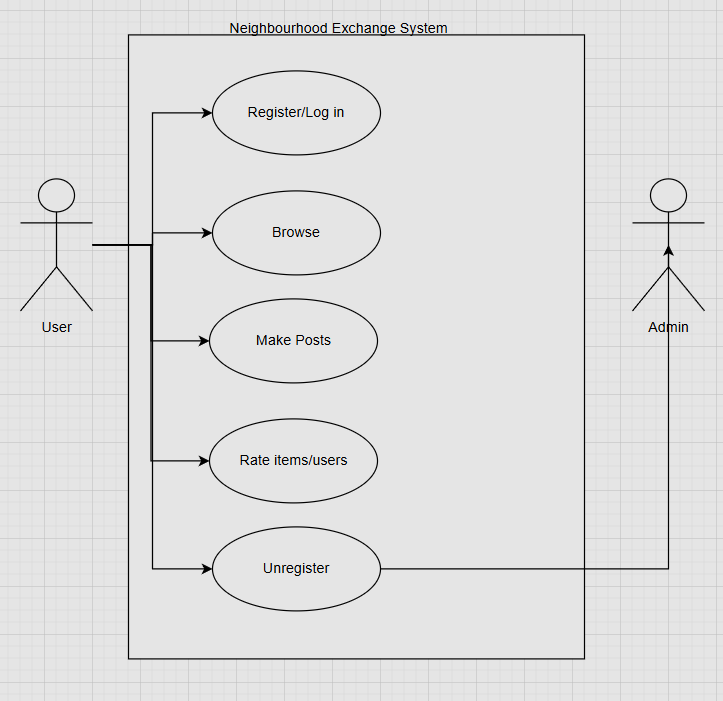 Neighbourhood Exchange System
Register/Log in
Browse
Make Posts
Rate items/users
Unregister
User
Admin